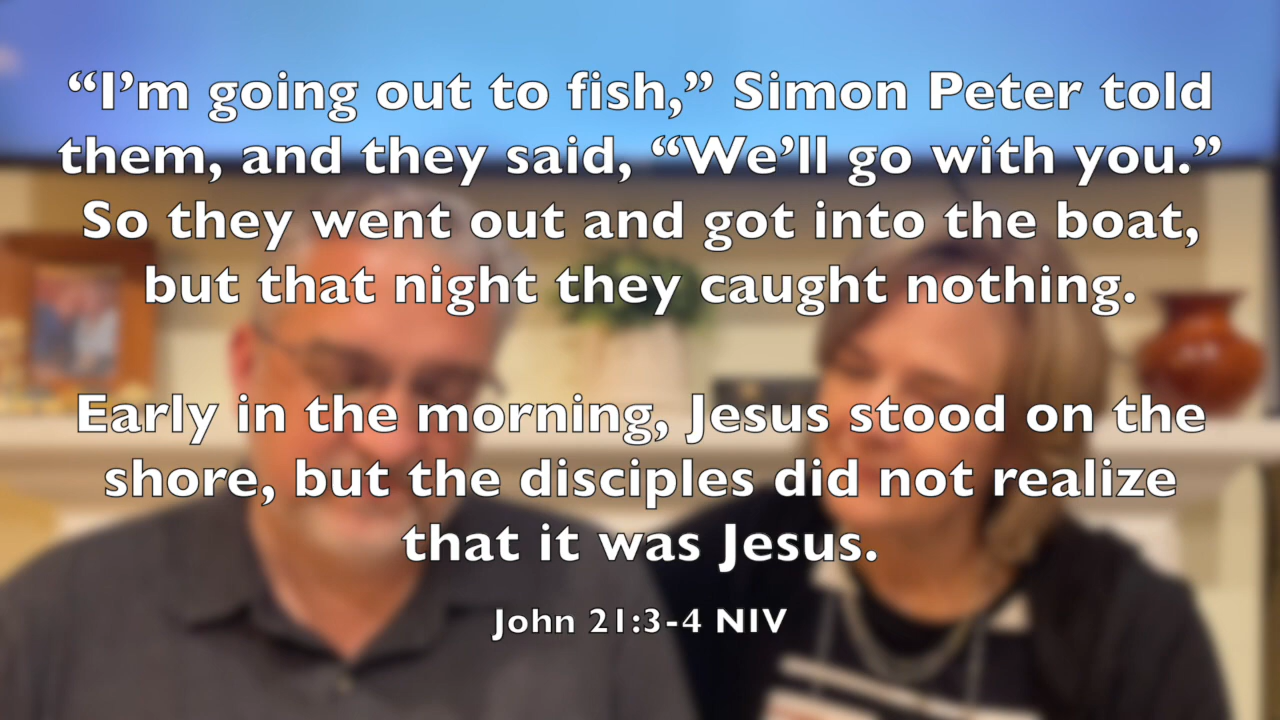 “I’m going out to fish,” Simon Peter told
them, and they said, “We’ll go with you.”
So they went out and got into the boat,
but that night they caught nothing.
Early in the morning, Jesus stood on the
shore, but the disciples did not realize
that it was Jesus.
John 21:3-4 NIV